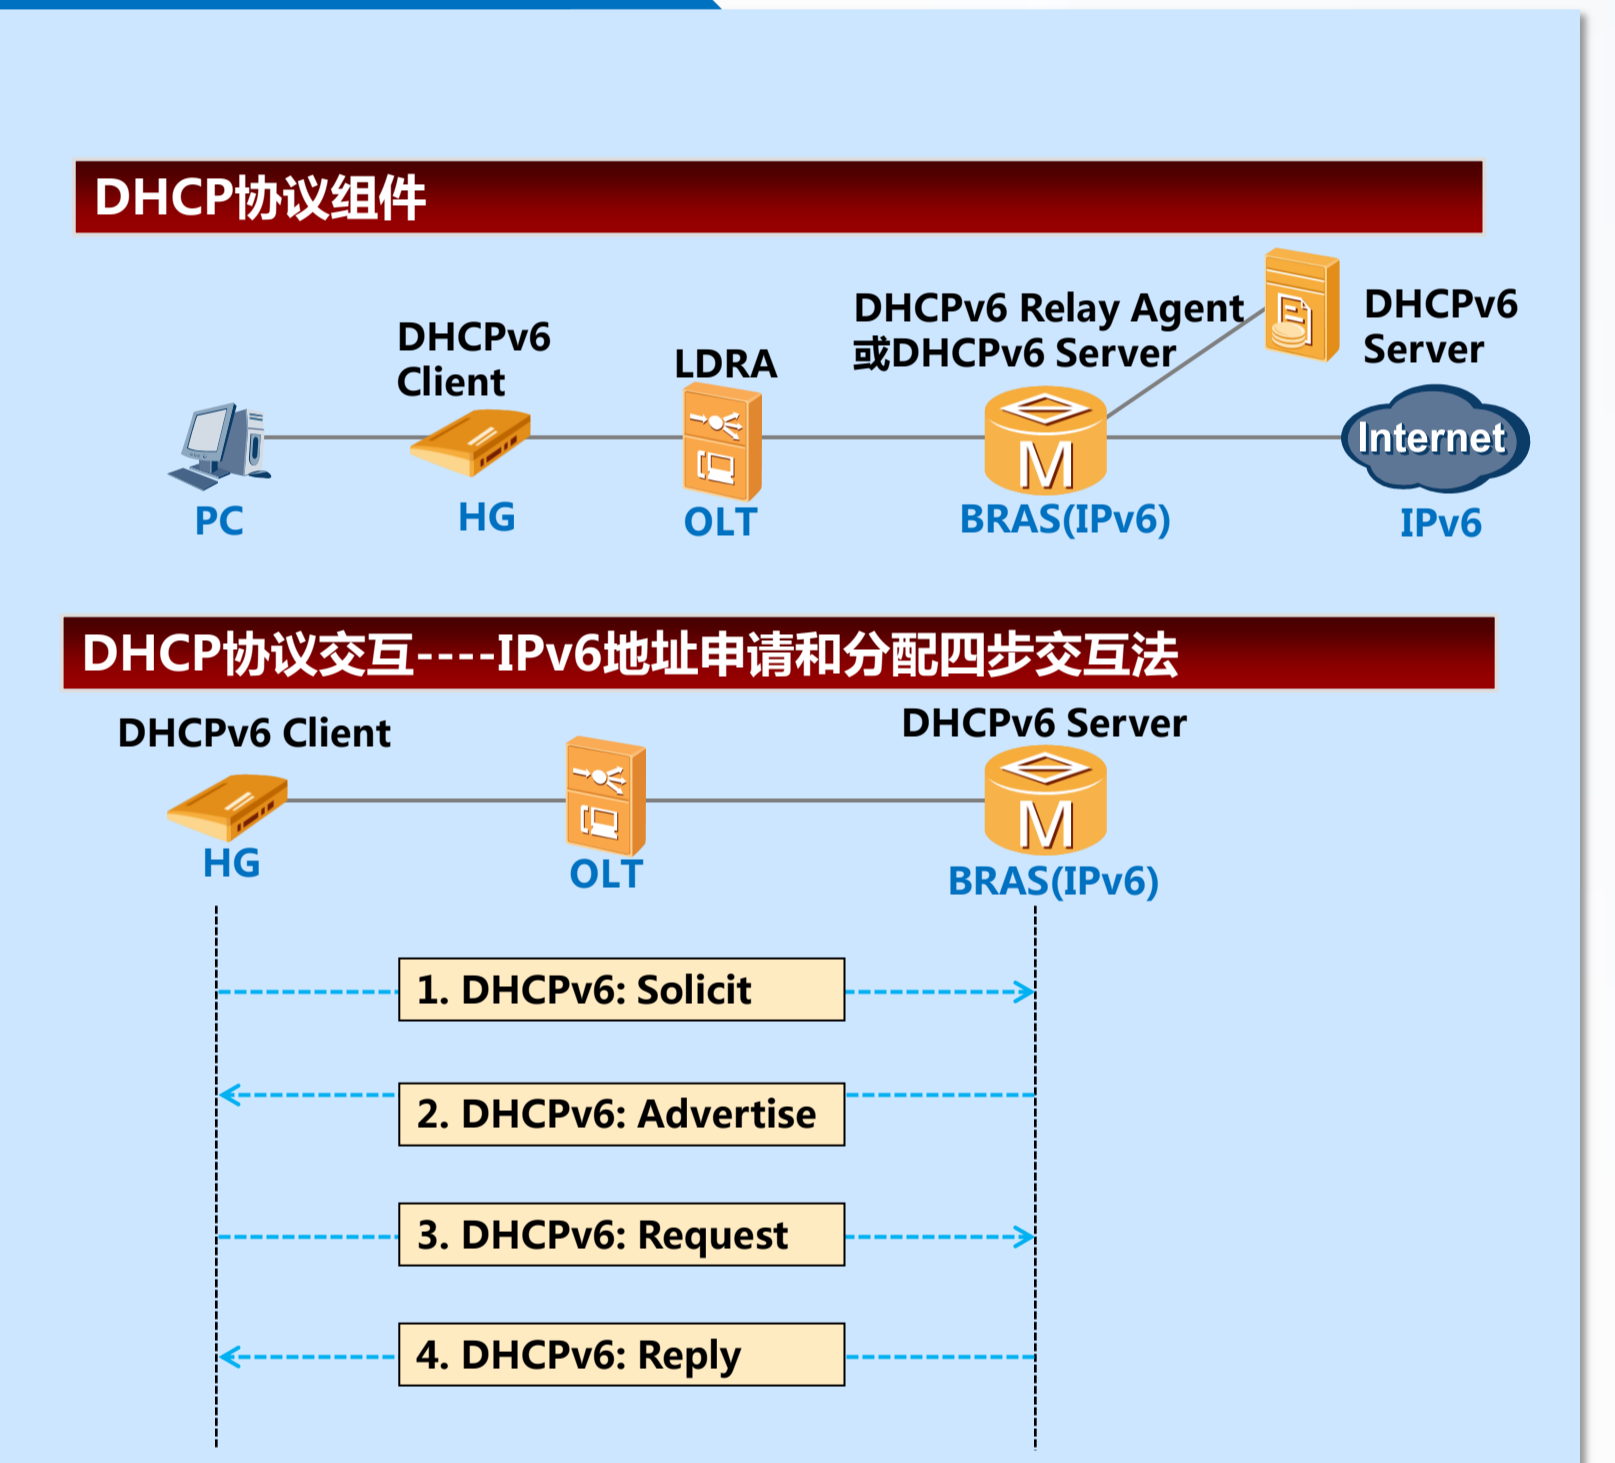 DHCP协议组件
DHCPv6
Client
LDRA
DHCPv6 Relay Agent
或DHCPv6 Server
DHCPv6
Server
Internet
PC
HG
OLT
BRAS(IPv6)
IPv6
M
DHCP协议交互----IPv6地址申请和分配四步交互法
DHCPv6 Client
DHCPv6 Server
M
HG
OLT
BRAS(IPv6)
1. DHCPv6: Solicit
2. DHCPv6: Advertise
3. DHCPv6: Request
4. DHCPv6: Reply